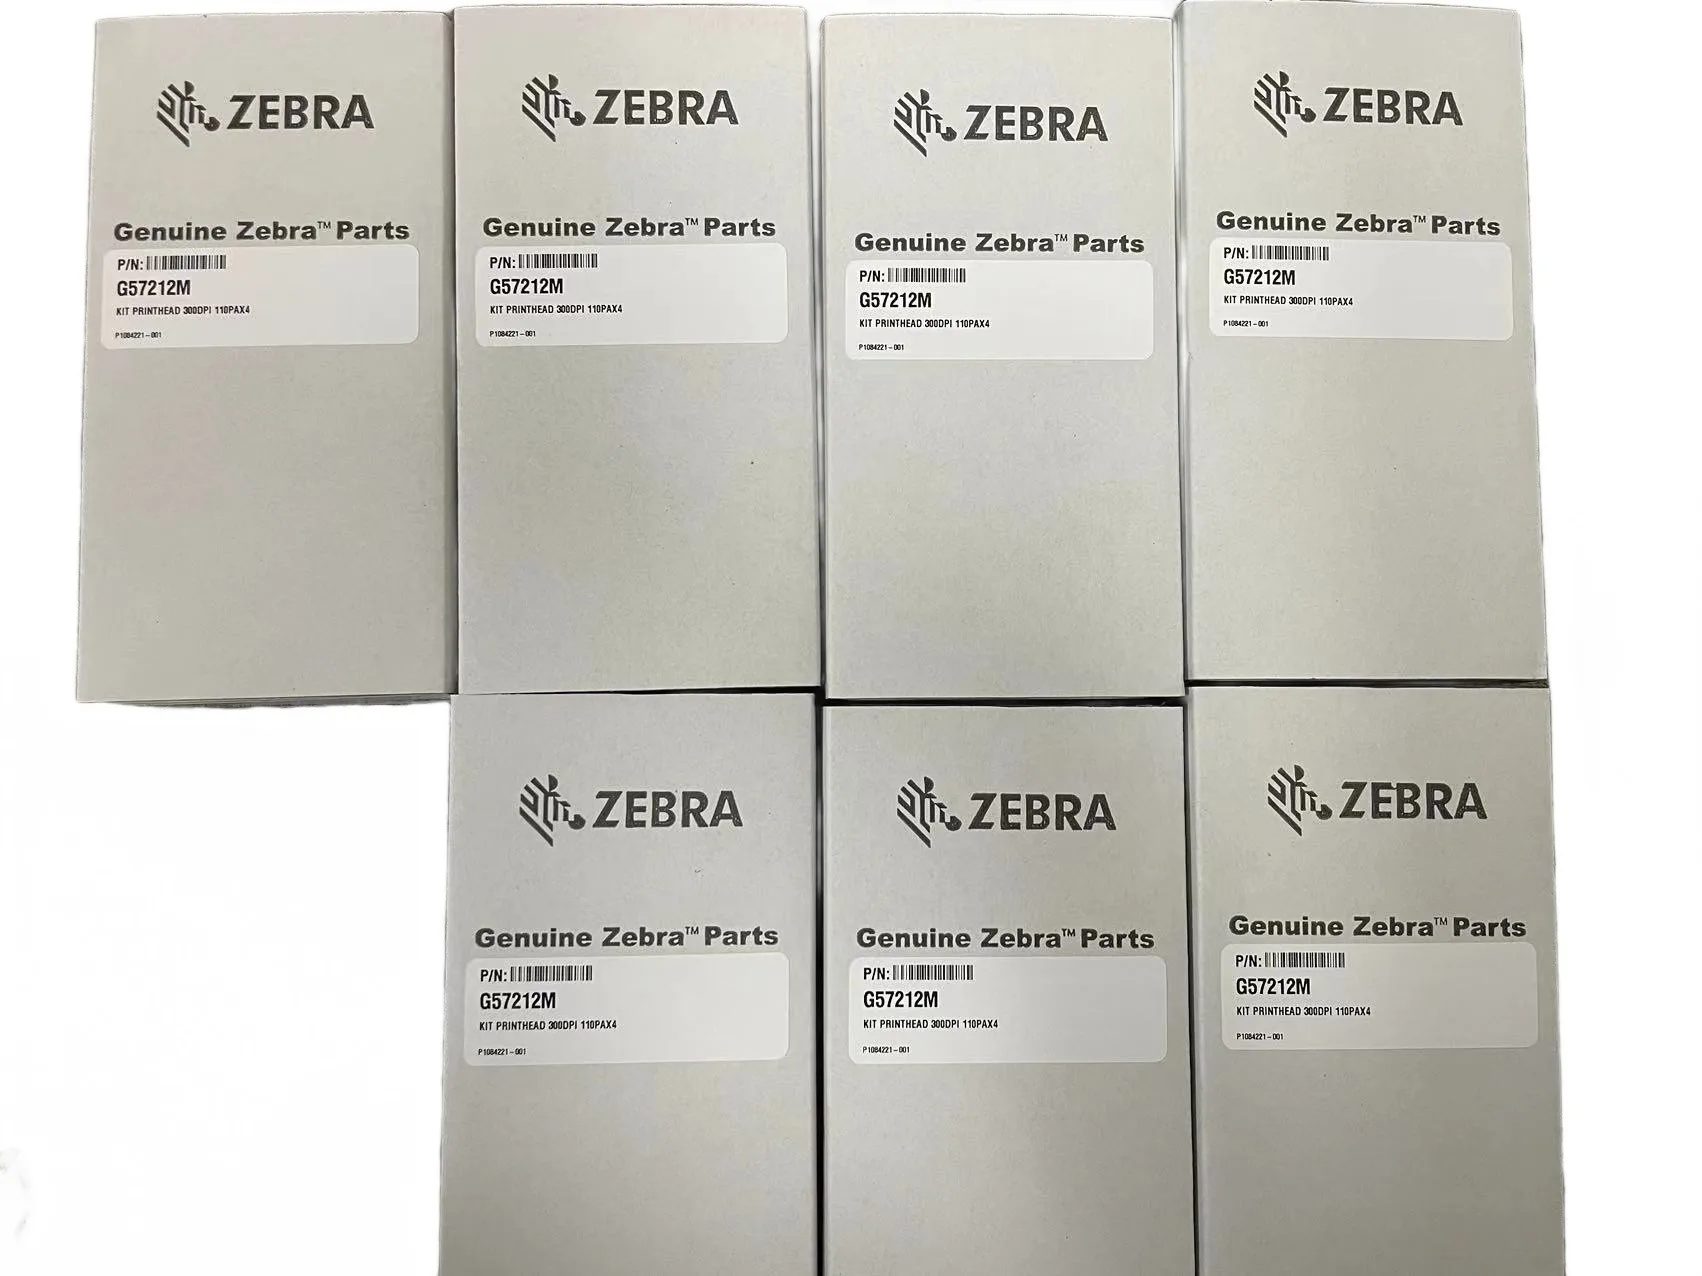 ZEBRA
Genuine Zebra™ Parts
P/N:
G57212M
KIT PRINTHEAD 300DPI 110PAX4
P1084221-001
ZEBRA
Genuine Zebra™ Parts
P/N:
G57212M
KIT PRINTHEAD 300DPI 110PAX4
P1084221-001
ZEBRA
Genuine Zebra™ Parts
P/N:
G57212M
KIT PRINTHEAD 300DPI 110PAX4
P1084221-001
ZEBRA
Genuine Zebra™ Parts
P/N:
G57212M
KIT PRINTHEAD 300DPI 110PAX4
P1084221-001
ZEBRA
Genuine Zebra™ Parts
P/N:
G57212M
KIT PRINTHEAD 300DPI 110PAX4
P1084221-001
ZEBRA
Genuine Zebra™ Parts
P/N:
G57212M
KIT PRINTHEAD 300DPI 110PAX4
P1084221-001
ZEBRA
Genuine Zebra™ Parts
P/N:
G57212M
KIT PRINTHEAD 300DPI 110PAX4
P1084221-001